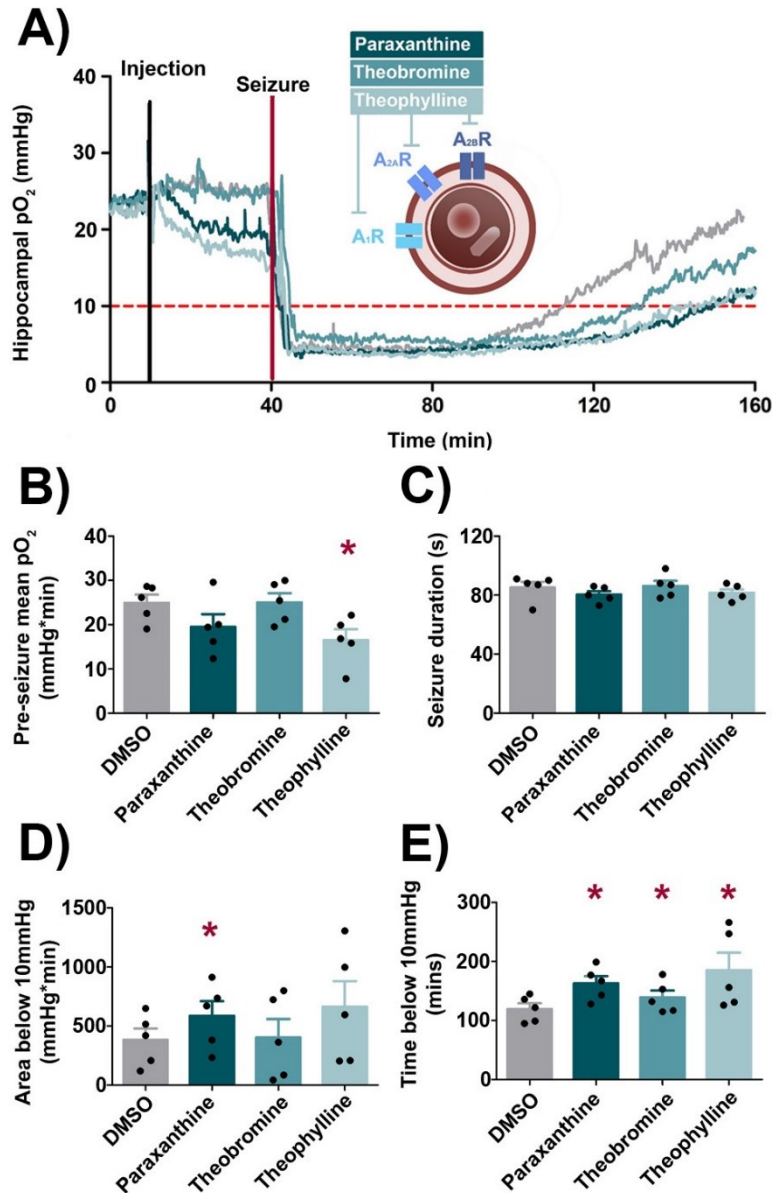 A)
Paraxanthine
Theobromine
Theophylline
Injection
Seizure
A2BR
A2AR
A1R
Hippocampal pO2 (mmHg)
40
30
20
10
0
0 40 80 120 160
Time (min)
B)
Pre-seizure mean pO2
(mmHg*min)
40
30
20
10
0
*
DMSO
Paraxanthine
Theobromine
Theophylline
C)
Seizure duration (s)
120
80
40
0
DMSO
Paraxanthine
Theobromine
Theophylline
D)
Area below 10mmHg
(mmHg*min)
1500
1000
500
0
*
DMSO
Paraxanthine
Theobromine
Theophylline
E)
Time below 10mmHg
(mins)
300
200
100
0
* * *
DMSO
Paraxanthine
Theobromine
Theophylline